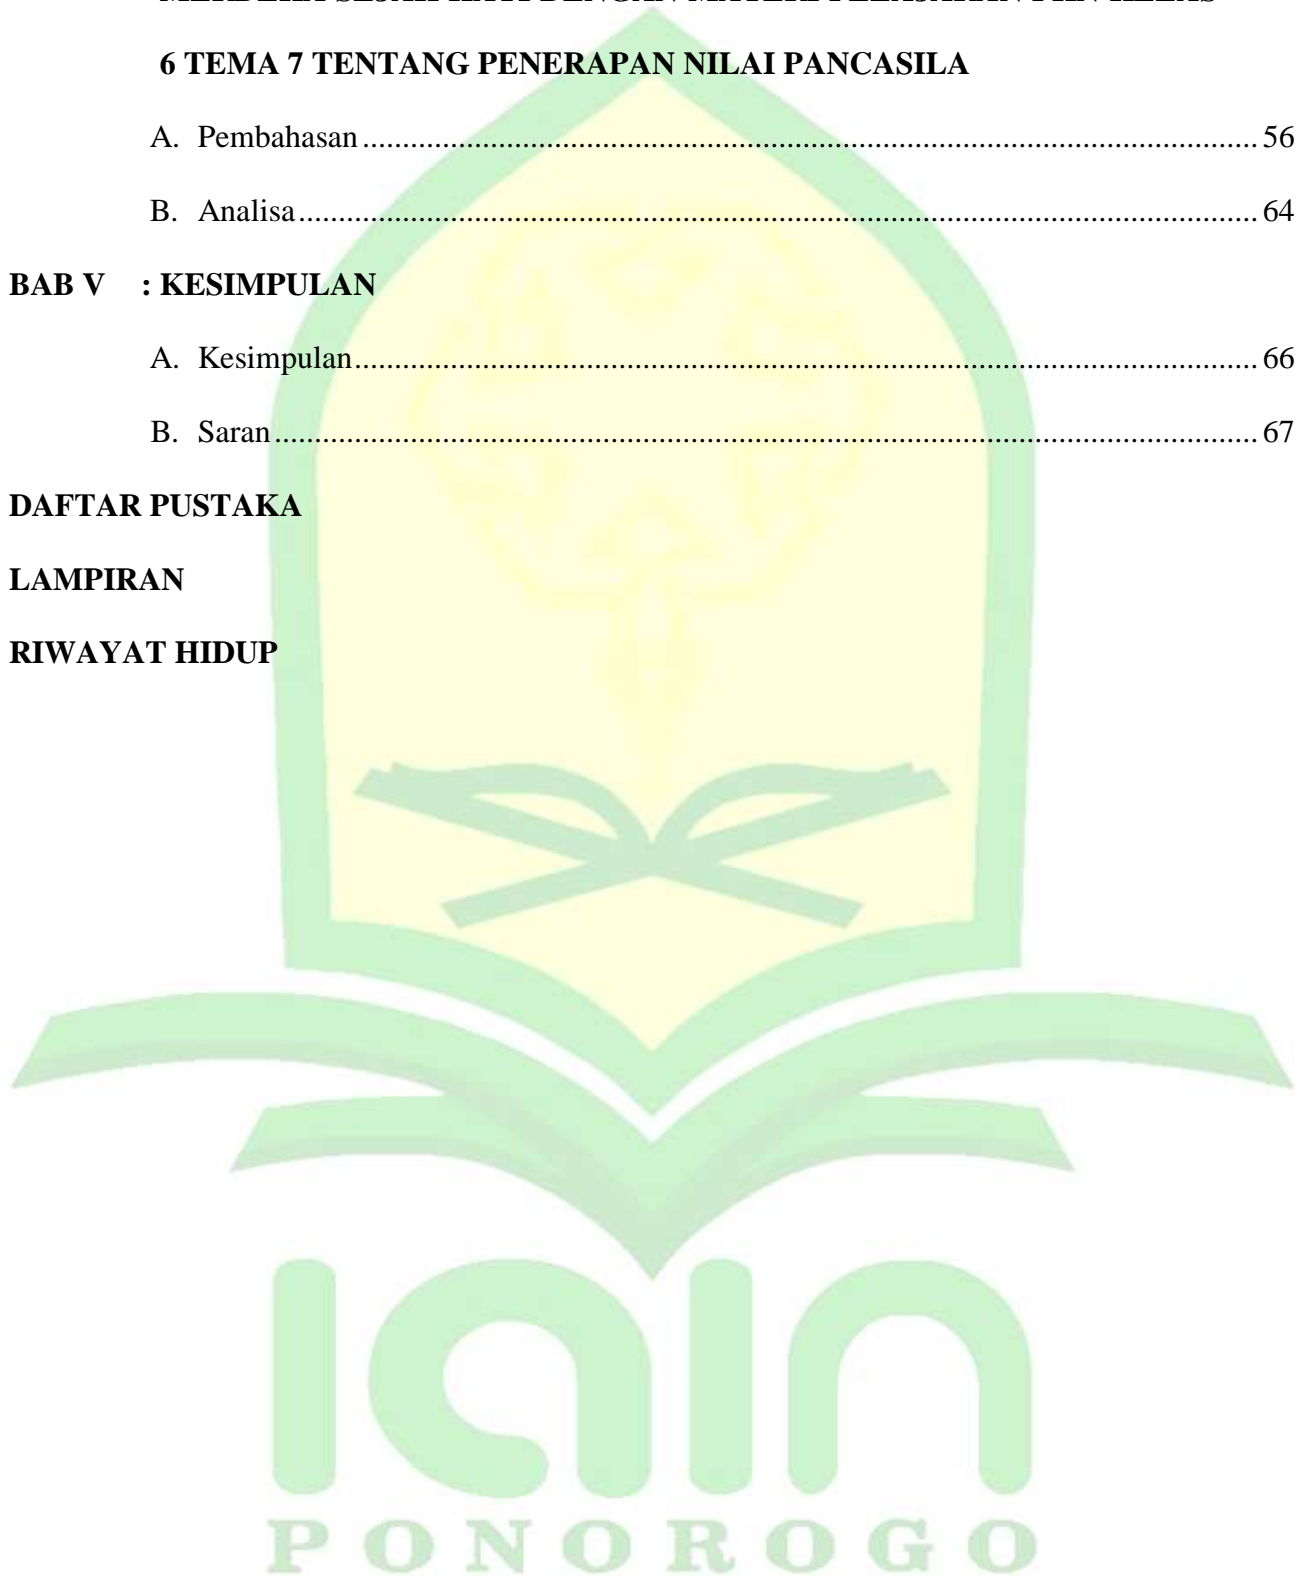 6 TEMA 7 TENTANG PENERAPAN NILAI PANCASILA
A. Pembahasan ................................................................................................................ 56
B. Analisa ........................................................................................................................ 64
BAB V : KESIMPULAN
A. Kesimpulan ................................................................................................................. 66
B. Saran ........................................................................................................................... 67
DAFTAR PUSTAKA
LAMPIRAN
RIWAYAT HIDUP
iain
PONOROGO